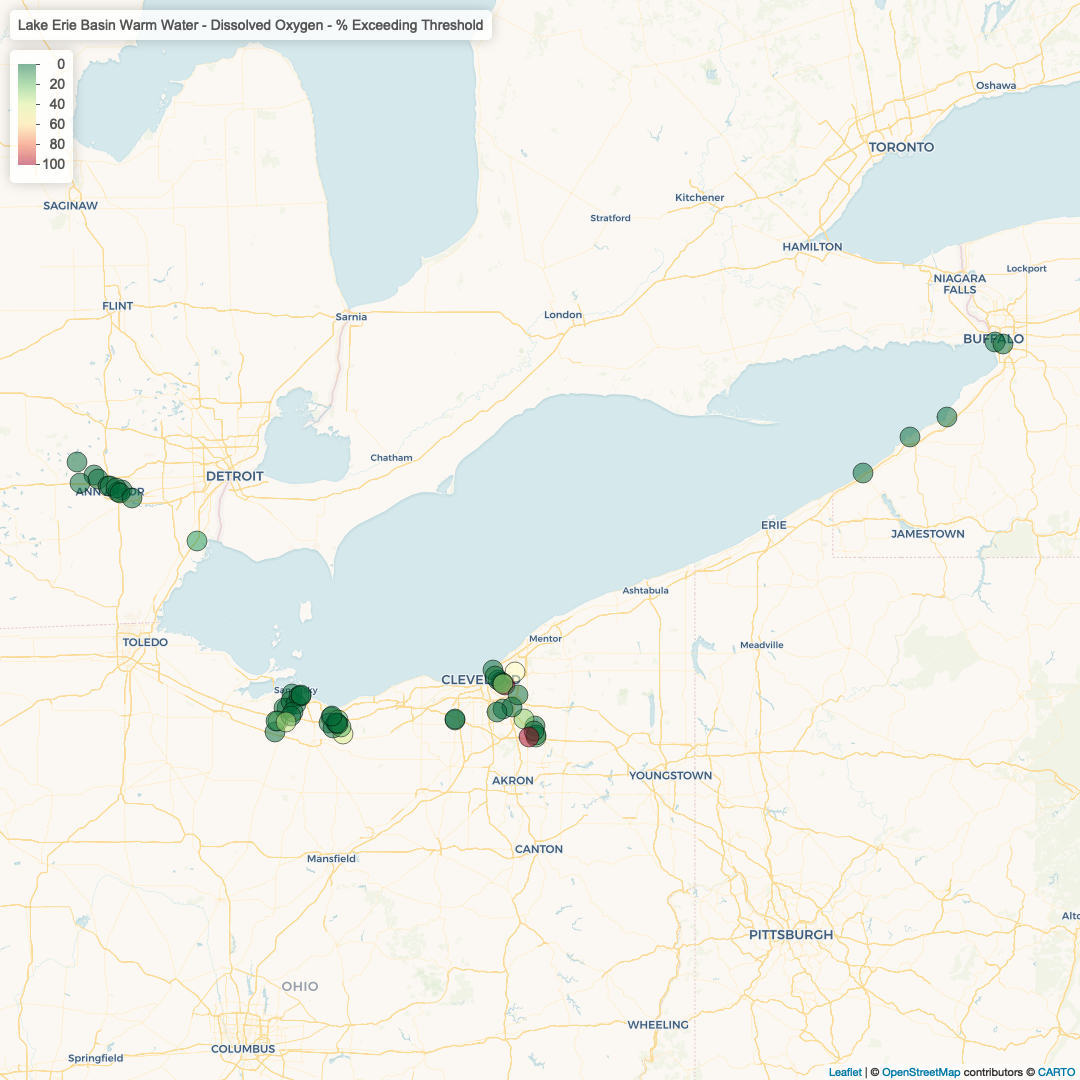 Lake Erie Basin Warm Water - Dissolved Oxygen - % Exceeding Threshold
0
20
40
60
80
100
Oshawa
TORONTO
SAGINAW
Kitchener
Stratford
HAMILTON
Lockport
NIAGARA
FALLS
FLINT
Sarnia
London
BUFFALO
Chatham
DETROIT
ANN ARBOR
ERIE
JAMESTOWN
Ashtabula
Mentor
TOLEDO
Meadville
CLEVEL
Sandusky
YOUNGSTOWN
AKRON
CANTON
Mansfield
Alto
PITTSBURGH
OHIO
WHEELING
COLUMBUS
Springfield
Leaflet | © OpenStreetMap contributors © CARTO